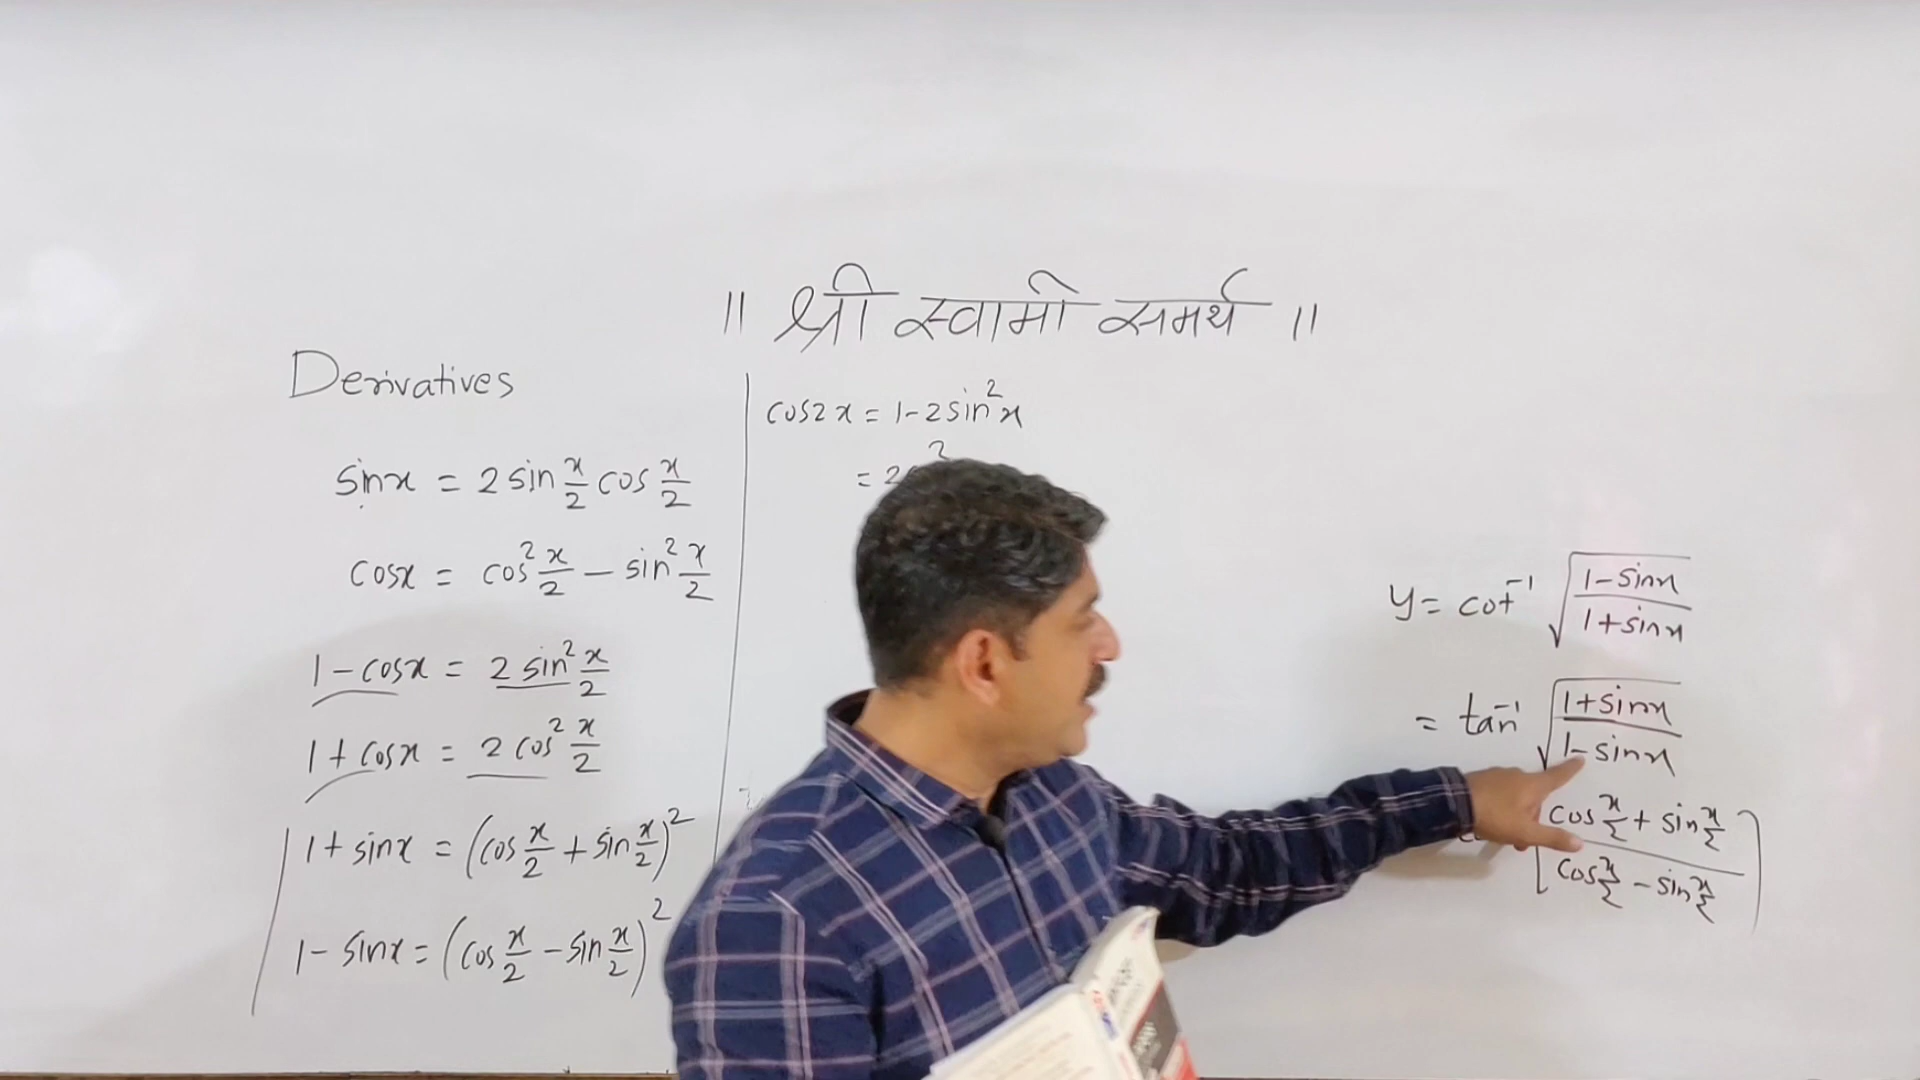 ॥ श्री स्वामी समर्थ ॥
Derivatives
sinx = 2 sin x/2 cos x/2
cosx = cos² x/2 − sin² x/2
1 − cosx = 2 sin² x/2
1 + cosx = 2 cos² x/2
1 + sinx = (cos x/2 + sin x/2)²
1 − sinx = (cos x/2 − sin x/2)²
cos2x = 1 − 2sin²x
= 2
y = cot⁻¹ √(1 − sinx / 1 + sinx)
= tan⁻¹ √(1 + sinx / 1 − sinx)
[cos x/2 + sin x/2 / cos x/2 − sin x/2]